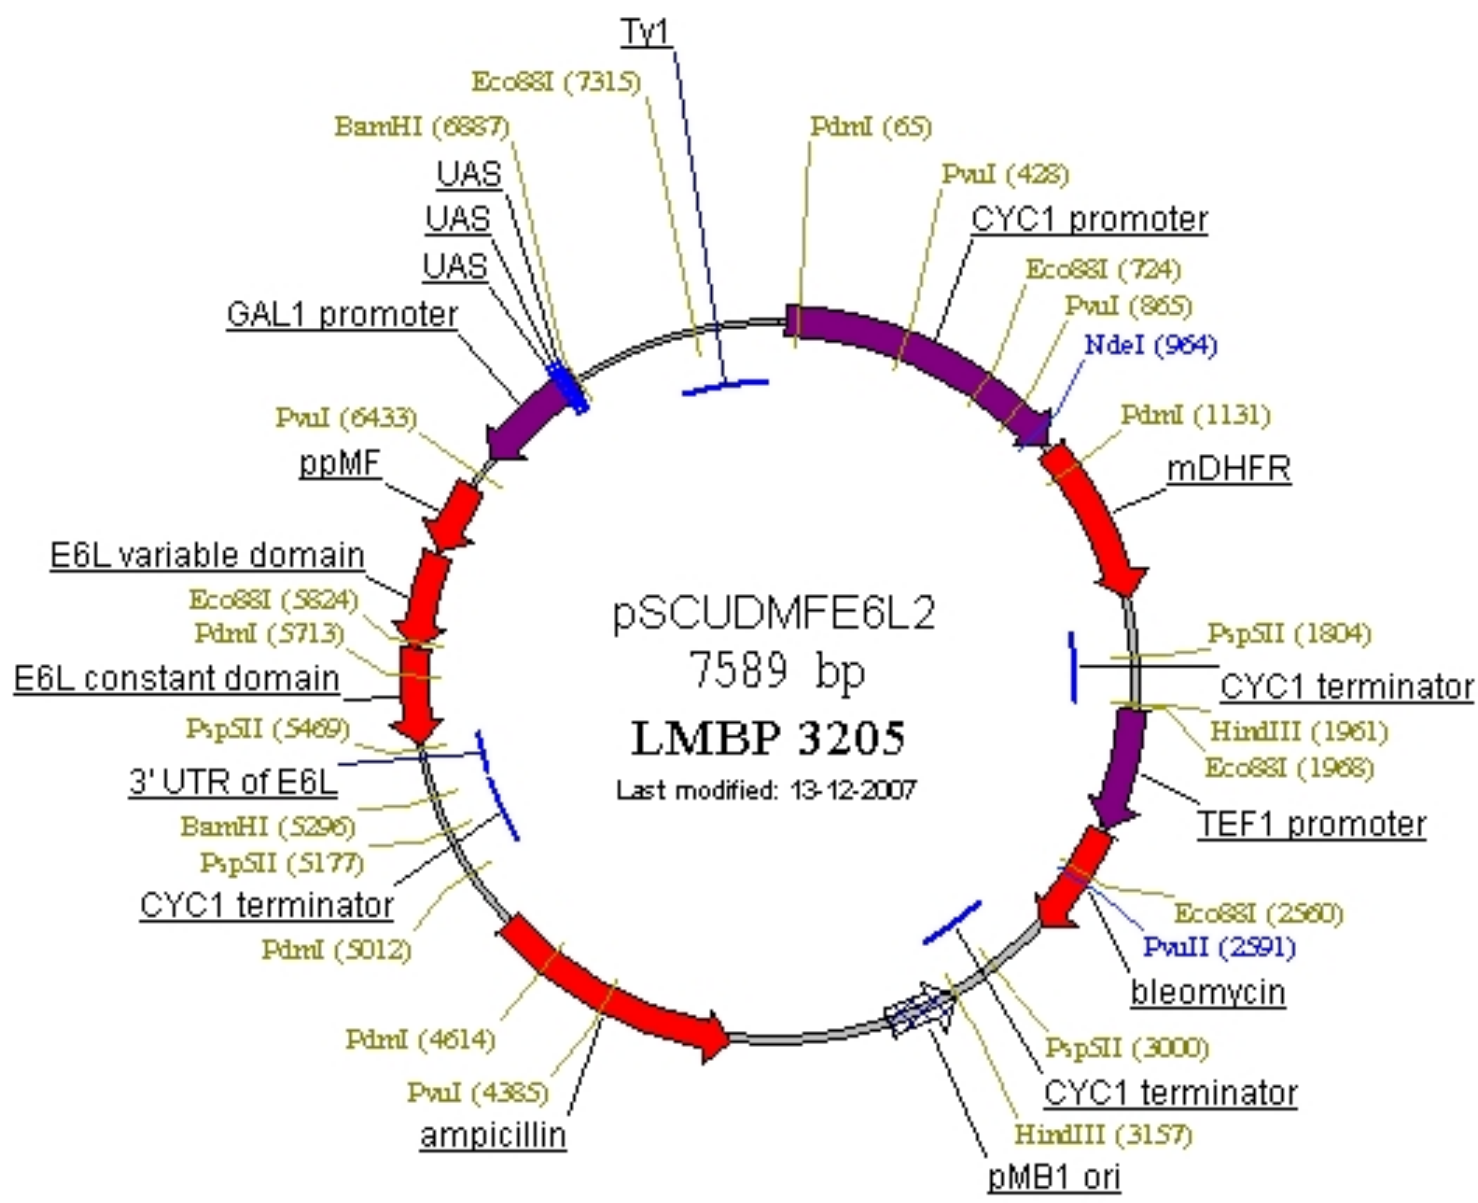 Ty1
Eco88I (7315)
BamHI (6887)
PdmI (65)
UAS
PvuI (428)
UAS
CYC1 promoter
UAS
Eco88I (724)
GAL1 promoter
PvuI (865)
NdeI (964)
PvuI (6433)
PdmI (1131)
ppMF
mDHFR
E6L variable domain
Eco88I (5824)
pSCUDMFE6L2
PdmI (5713)
Psp5II (1804)
7589 bp
E6L constant domain
CYC1 terminator
Psp5II (5469)
LMBP 3205
HindIII (1961)
3' UTR of E6L
Last modified: 13-12-2007
Eco88I (1968)
BamHI (5296)
TEF1 promoter
Psp5II (5177)
CYC1 terminator
Eco88I (2560)
PdmI (5012)
PvuII (2591)
bleomycin
PdmI (4614)
Psp5II (3000)
PvuI (4385)
CYC1 terminator
ampicillin
HindIII (3157)
pMB1 ori